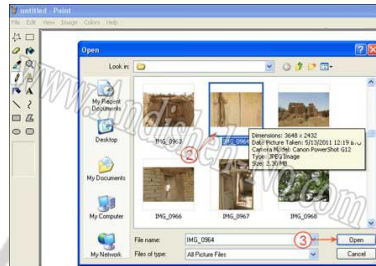 untitled - Paint
File Edit View Image Colors Help
Open
Look in:
My Recent Documents
Desktop
My Documents
My Computer
My Network
IMG_0963
IMG_0964
Dimensions: 3648 x 2432
Date Picture Taken: 5/13/2011 12:19
Camera Model: Canon PowerShot G12
Type: JPEG Image
Size: 3.30 MB
2
IMG_0966
IMG_0967
IMG_0968
File name:
IMG_0964
3
Open
Files of type:
All Picture Files
Cancel